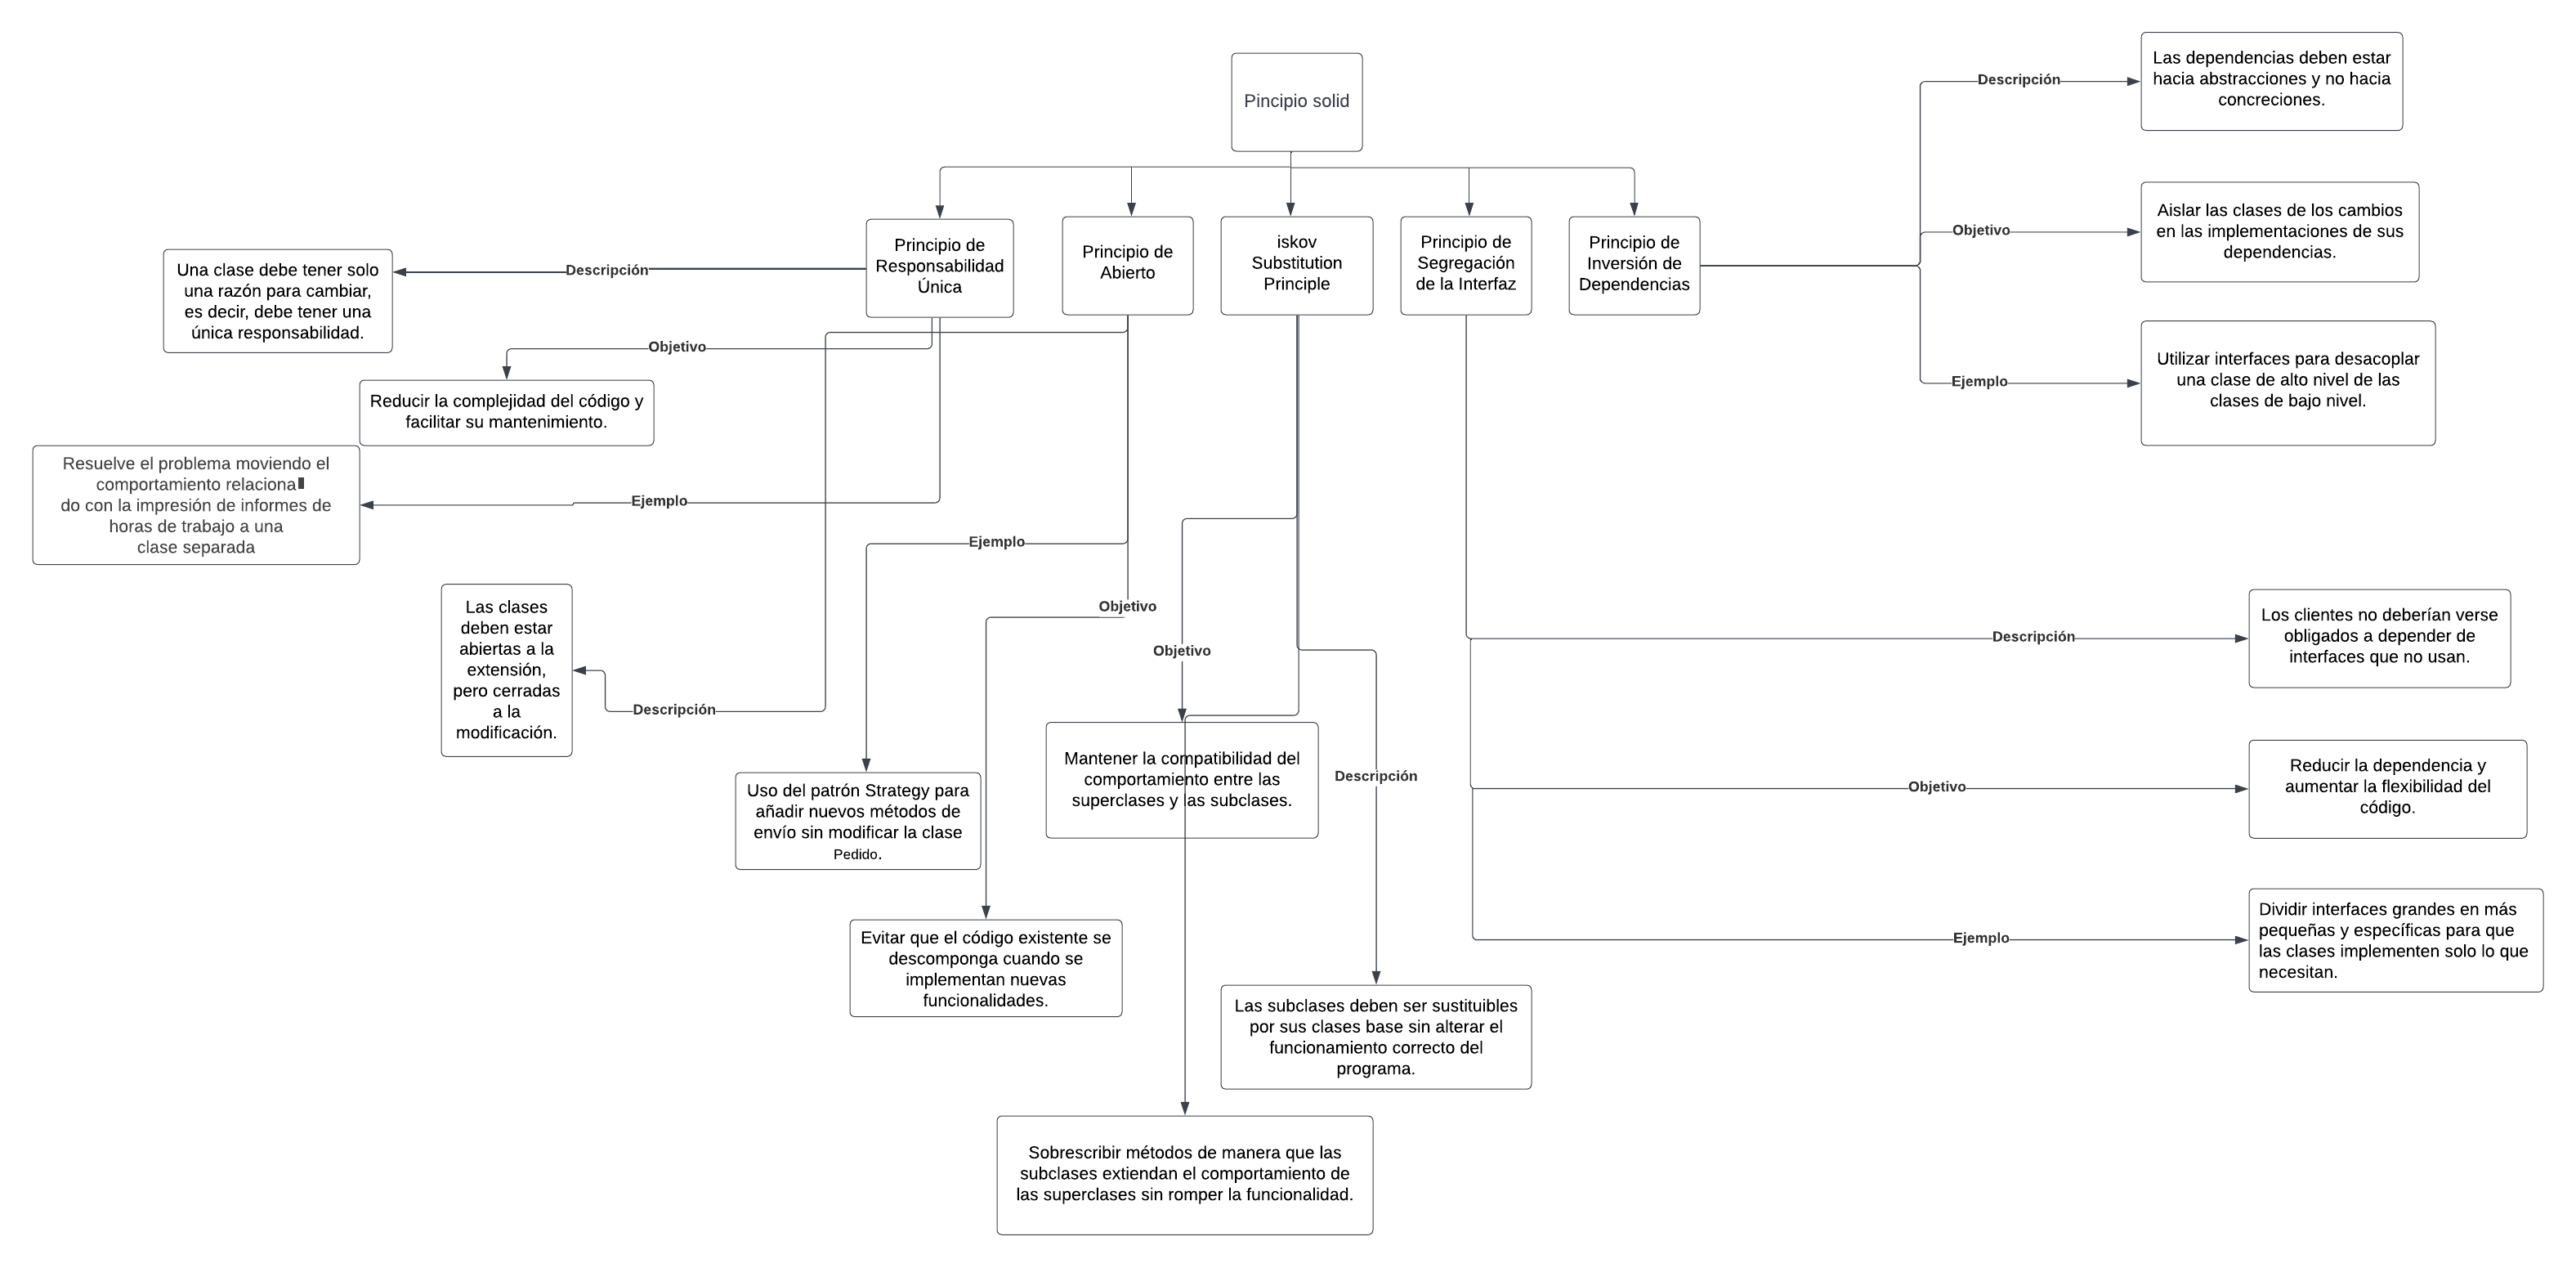 Pincipio solid
Principio de
Responsabilidad
Única
Principio de
Abierto
iskov
Substitution
Principle
Principio de
Segregación
de la Interfaz
Principio de
Inversión de
Dependencias
Descripción
Las dependencias deben estar
hacia abstracciones y no hacia
concreciones.
Objetivo
Aislar las clases de los cambios
en las implementaciones de sus
dependencias.
Ejemplo
Utilizar interfaces para desacoplar
una clase de alto nivel de las
clases de bajo nivel.
Descripción
Una clase debe tener solo
una razón para cambiar,
es decir, debe tener una
única responsabilidad.
Objetivo
Reducir la complejidad del código y
facilitar su mantenimiento.
Ejemplo
Resuelve el problema moviendo el
comportamiento relaciona
do con la impresión de informes de
horas de trabajo a una
clase separada
Descripción
Las clases
deben estar
abiertas a la
extensión,
pero cerradas
a la
modificación.
Ejemplo
Uso del patrón Strategy para
añadir nuevos métodos de
envío sin modificar la clase
Pedido.
Objetivo
Evitar que el código existente se
descomponga cuando se
implementan nuevas
funcionalidades.
Objetivo
Mantener la compatibilidad del
comportamiento entre las
superclases y las subclases.
Descripción
Las subclases deben ser sustituibles
por sus clases base sin alterar el
funcionamiento correcto del
programa.
Sobrescribir métodos de manera que las
subclases extiendan el comportamiento de
las superclases sin romper la funcionalidad.
Descripción
Los clientes no deberían verse
obligados a depender de
interfaces que no usan.
Objetivo
Reducir la dependencia y
aumentar la flexibilidad del
código.
Ejemplo
Dividir interfaces grandes en más
pequeñas y específicas para que
las clases implementen solo lo que
necesitan.